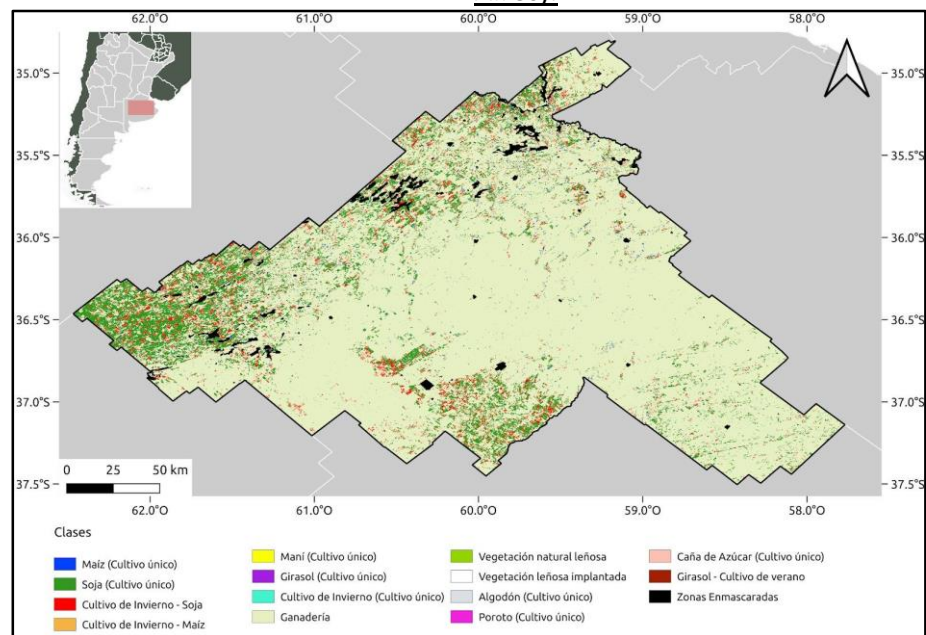 62.0°O 61.0°O 60.0°O 59.0°O 58.0°O
35.0°S 35.0°S
35.5°S 35.5°S
36.0°S 36.0°S
36.5°S 36.5°S
37.0°S 37.0°S
0 25 50 km
37.5°S 37.5°S
62.0°O 61.0°O 60.0°O 59.0°O 58.0°O
Clases
Maíz (Cultivo único)
Soja (Cultivo único)
Cultivo de Invierno - Soja
Cultivo de Invierno - Maíz
Maní (Cultivo único)
Girasol (Cultivo único)
Cultivo de Invierno (Cultivo único)
Ganadería
Vegetación natural leñosa
Vegetación leñosa implantada
Algodón (Cultivo único)
Poroto (Cultivo único)
Caña de Azúcar (Cultivo único)
Girasol - Cultivo de verano
Zonas Enmascaradas